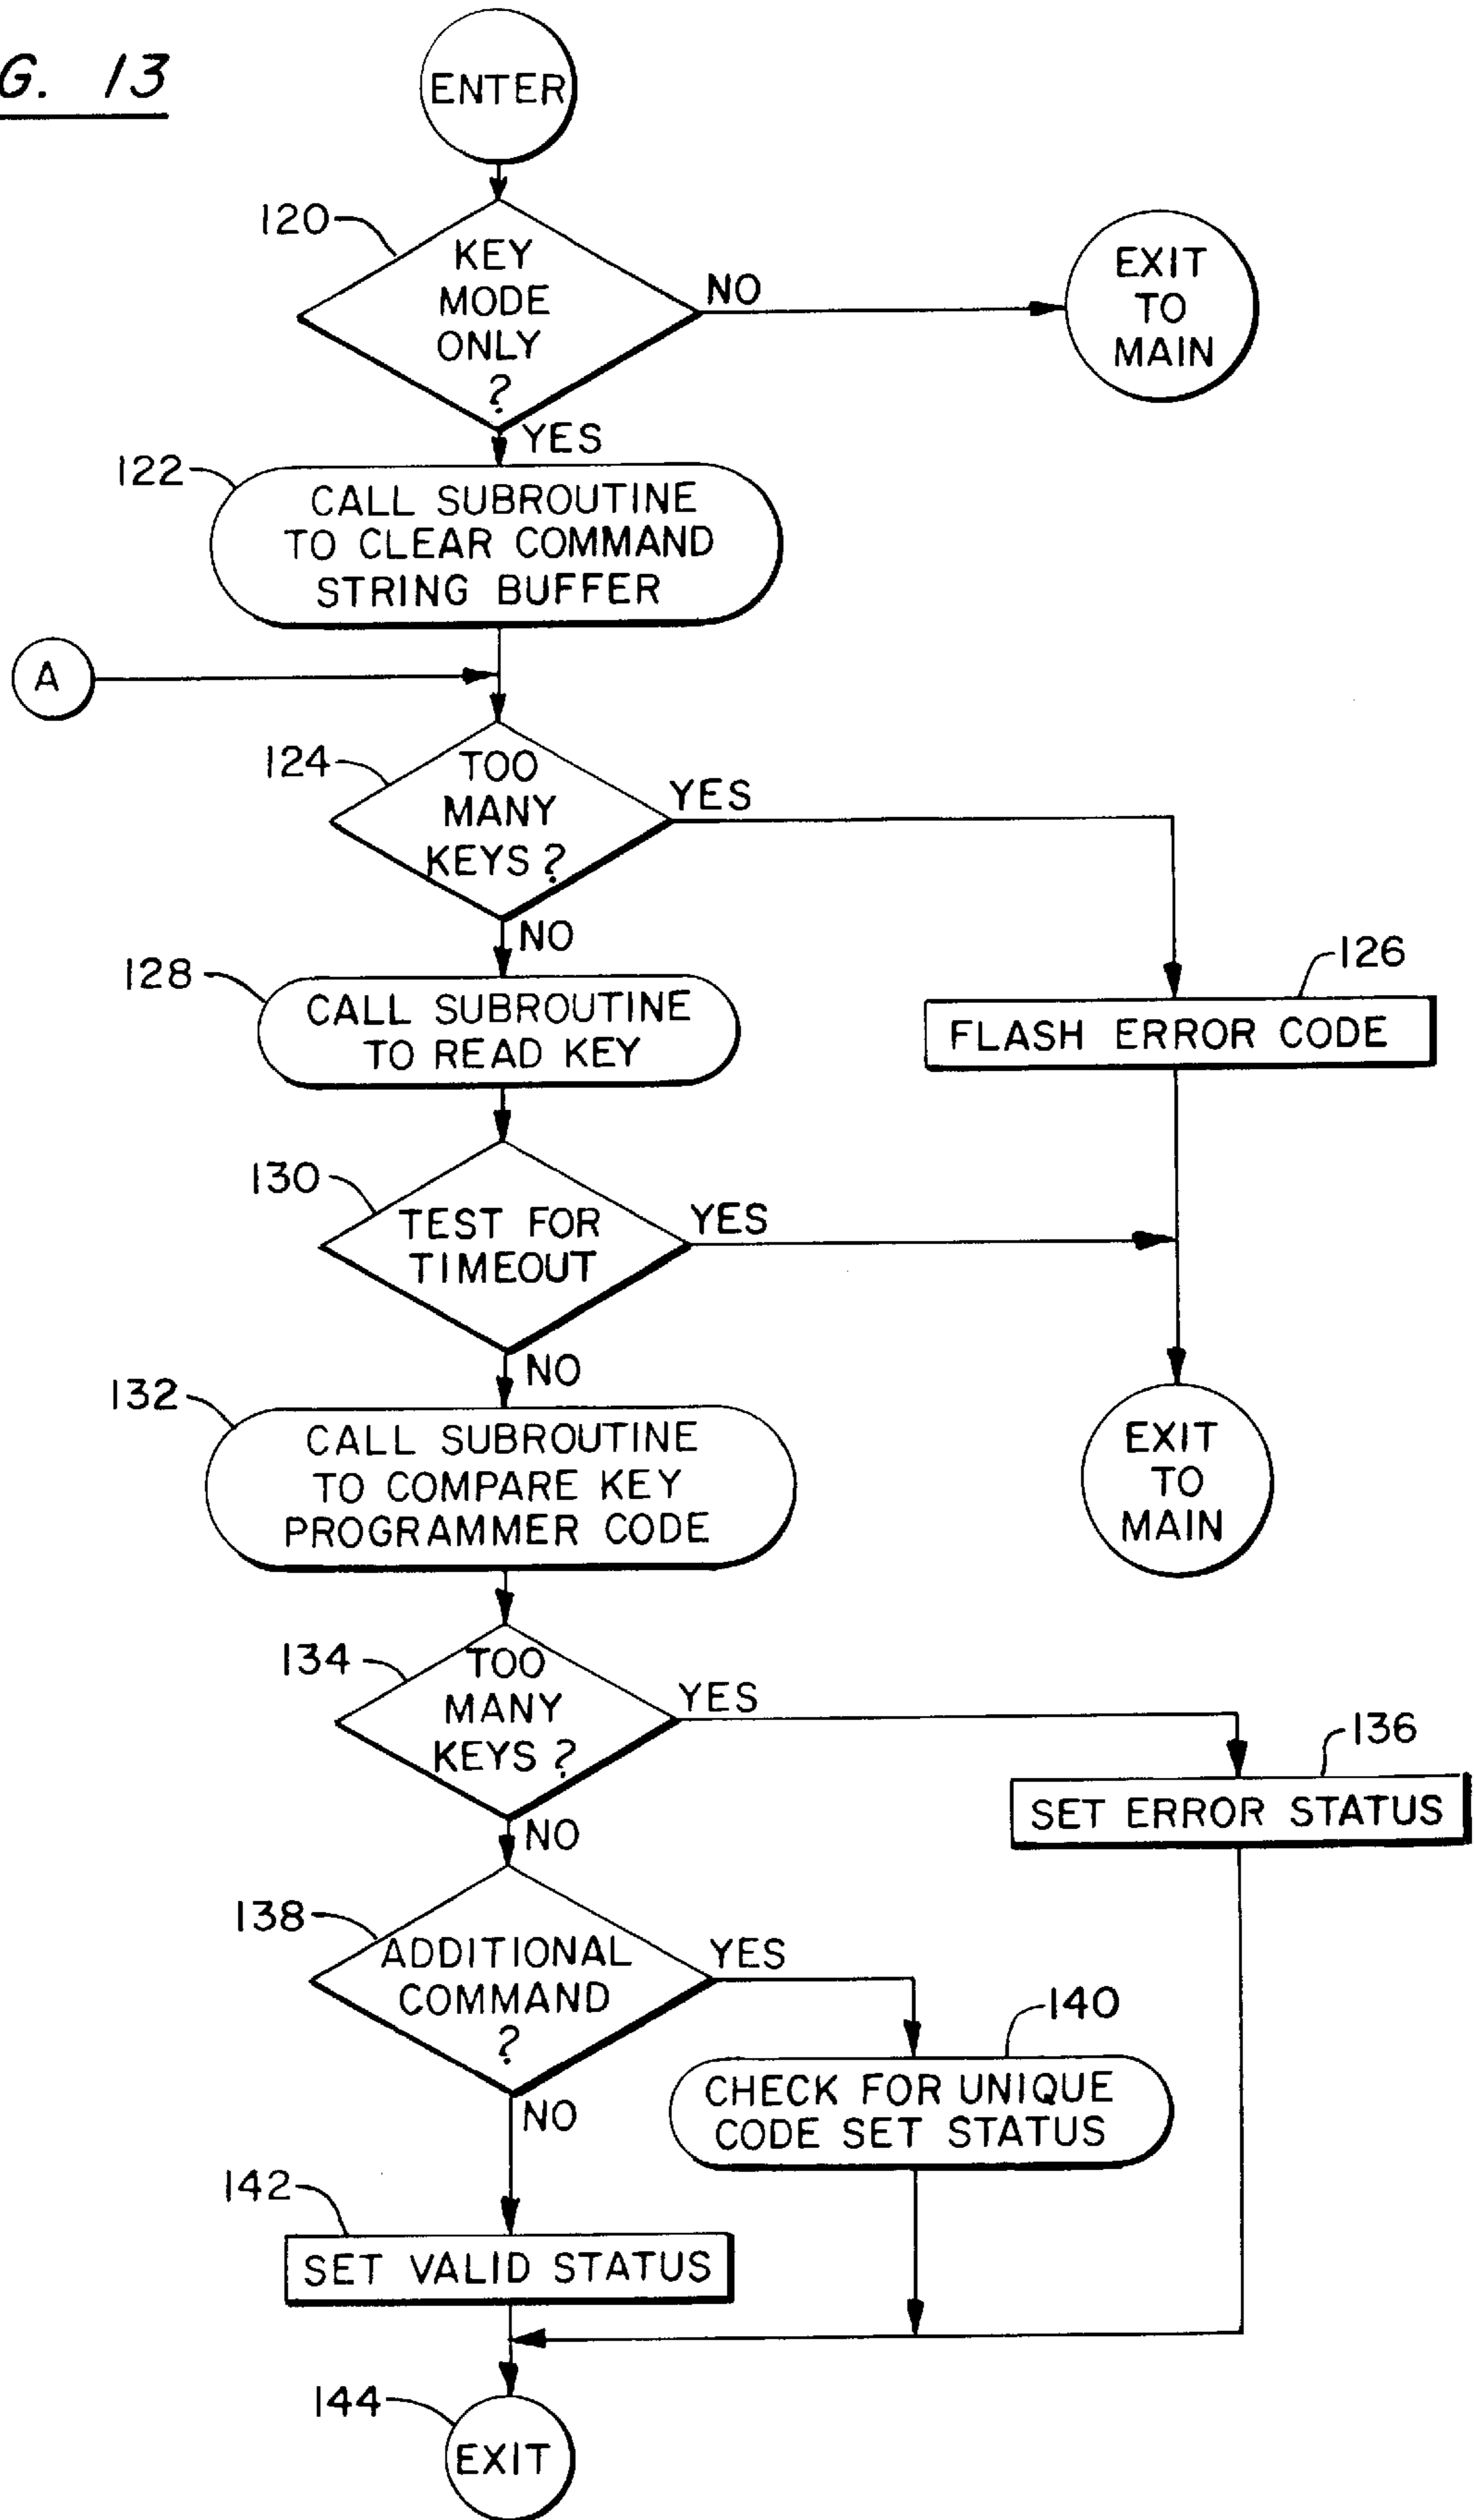 G. 13
ENTER
120
KEY
MODE
ONLY
?
NO
EXIT
TO
MAIN
YES
122
CALL SUBROUTINE
TO CLEAR COMMAND
STRING BUFFER
A
124
TOO
MANY
KEYS?
YES
NO
126
FLASH ERROR CODE
128
CALL SUBROUTINE
TO READ KEY
130
TEST FOR
TIMEOUT
YES
NO
EXIT
TO
MAIN
132
CALL SUBROUTINE
TO COMPARE KEY
PROGRAMMER CODE
134
TOO
MANY
KEYS?
YES
NO
136
SET ERROR STATUS
138
ADDITIONAL
COMMAND
?
YES
NO
140
CHECK FOR UNIQUE
CODE SET STATUS
142
SET VALID STATUS
144
EXIT